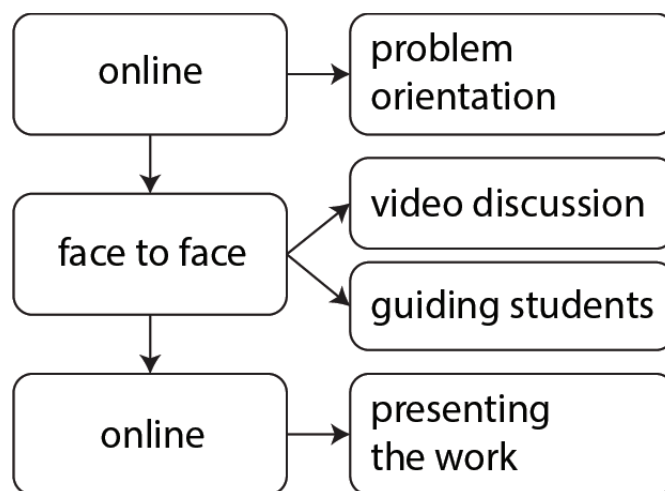 online
problem
orientation
face to face
video discussion
guiding students
online
presenting
the work